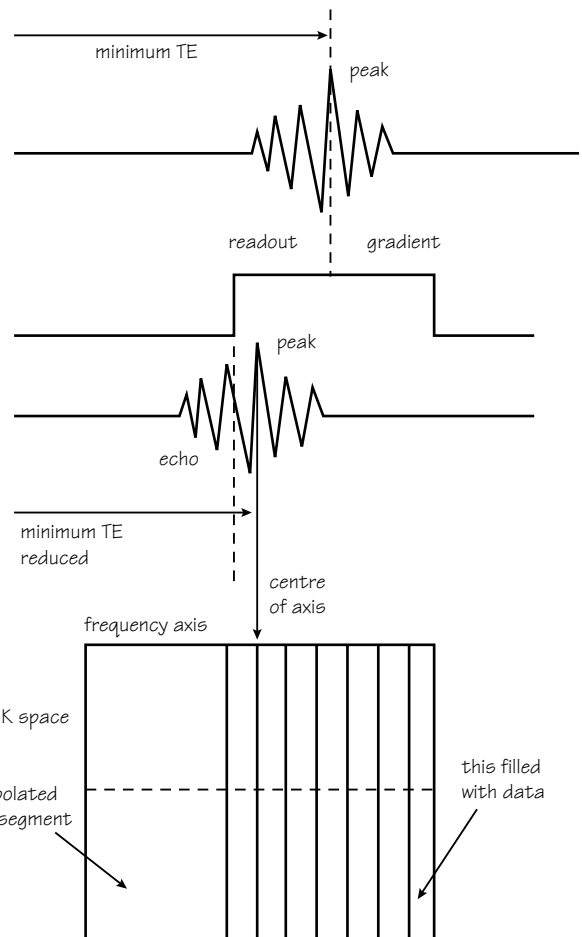 minimum TE
peak
readout
gradient
peak
echo
minimum TE
reduced
centre
of axis
frequency axis
K space
this filled
with data
segment